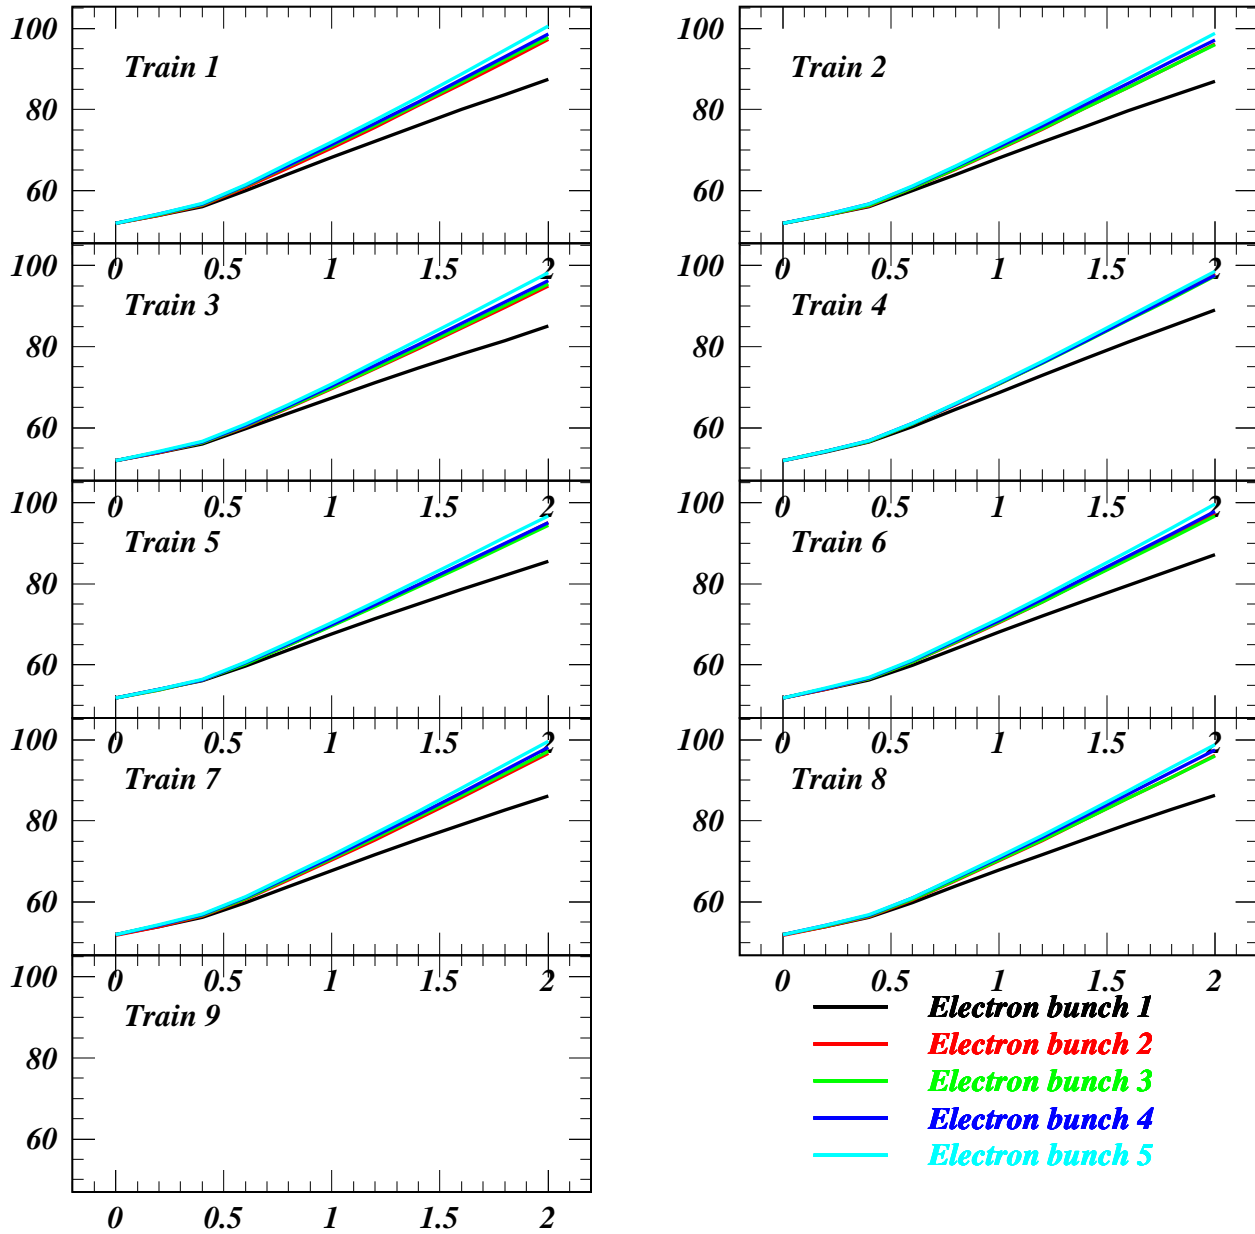 100
80
60
Train 1
100
80
60
Train 2
0 0.5 1 1.5 2
0 0.5 1 1.5 2
100
80
60
Train 3
100
80
60
Train 4
0 0.5 1 1.5 2
0 0.5 1 1.5 2
100
80
60
Train 5
100
80
60
Train 6
0 0.5 1 1.5 2
0 0.5 1 1.5 2
100
80
60
Train 7
100
80
60
Train 8
0 0.5 1 1.5 2
0 0.5 1 1.5 2
100
80
60
Train 9
0 0.5 1 1.5 2
Electron bunch 1
Electron bunch 2
Electron bunch 3
Electron bunch 4
Electron bunch 5